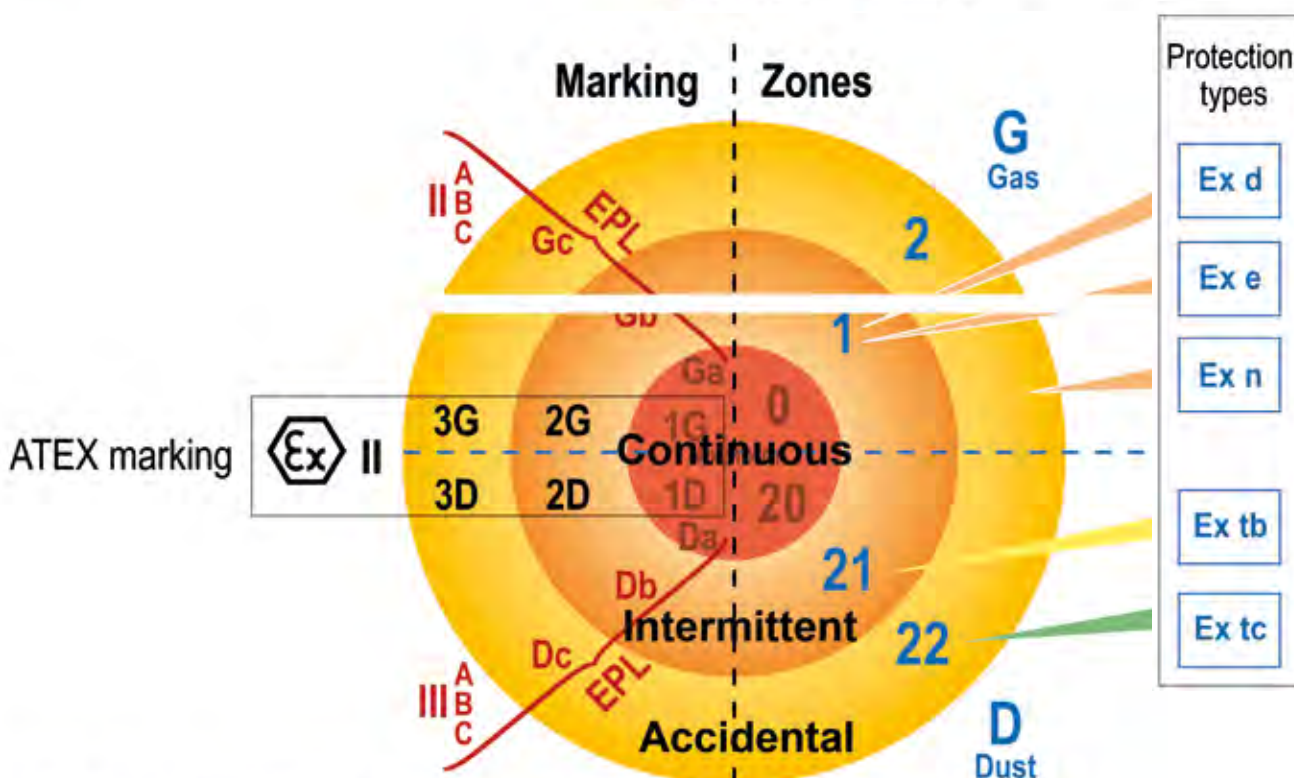 Marking
Zones
Protection
types
G
Gas
Ex d
II
A
B
C
EPL
Gc
2
Ex e
Gb
1
Ga
0
Ex n
3G
2G
1G
Continuous
ATEX marking
Ex
II
3D
2D
1D
20
Da
Ex tb
Db
21
Intermittent
22
Ex tc
Dc
EPL
III
A
B
C
D
Dust
Accidental